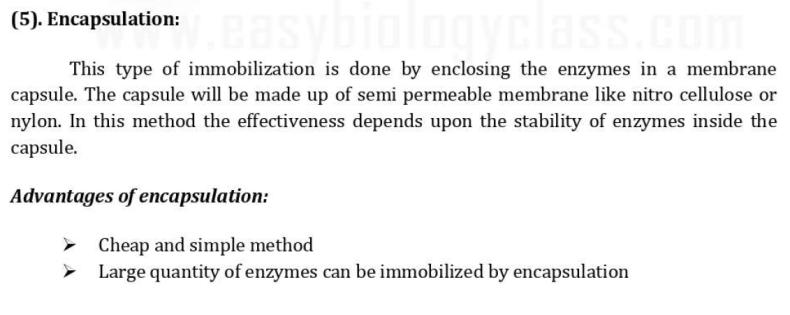 www.easybiologyclass.com
(5). Encapsulation:
This type of immobilization is done by enclosing the enzymes in a membrane
capsule. The capsule will be made up of semi permeable membrane like nitro cellulose or
nylon. In this method the effectiveness depends upon the stability of enzymes inside the
capsule.
Advantages of encapsulation:
➢ Cheap and simple method
➢ Large quantity of enzymes can be immobilized by encapsulation